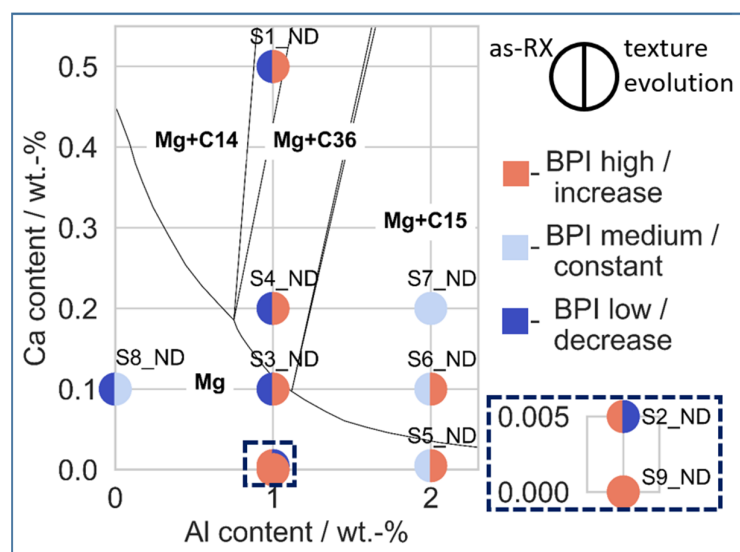 S1_ND
as-RX
texture
evolution
0.5
Mg+C14
Mg+C36
0.4
BPI high /
increase
0.3
Mg+C15
BPI medium /
constant
S4_ND
S7_ND
0.2
BPI low /
decrease
S8_ND
S3_ND
S6_ND
Mg
0.1
S5_ND
0.0
0
1
2
Ca content / wt.-%
Al content / wt.-%
0.005
S2_ND
S9_ND
0.000